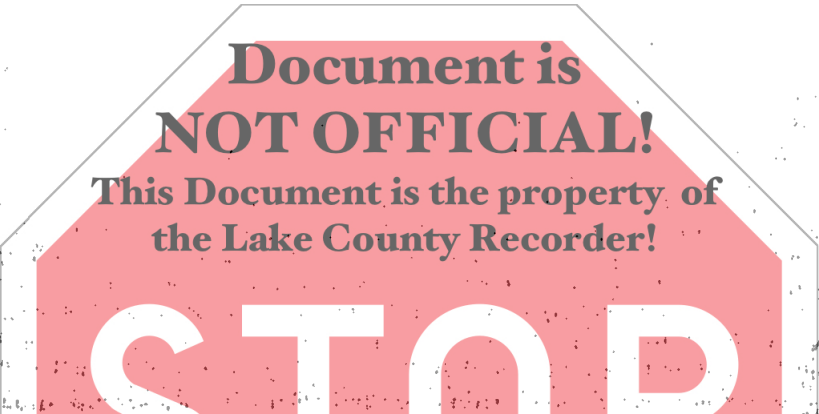 Document is
NOT OFFICIAL!
This Document is the property of
the Lake County Recorder!
STOP